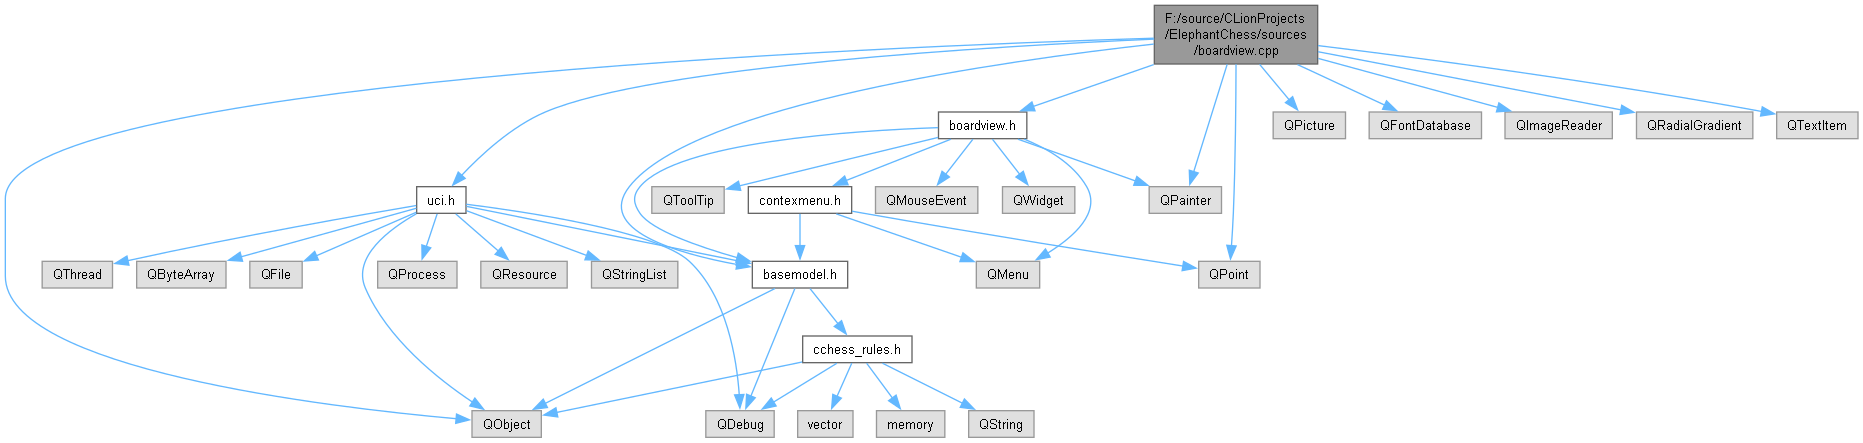 F:/source/CLionProjects
/ElephantChess/sources
/boardview.cpp
boardview.h
QPicture
QFontDatabase
QImageReader
QRadialGradient
QTextItem
uci.h
QToolTip
contexmenu.h
QMouseEvent
QWidget
QPainter
QThread
QByteArray
QFile
QProcess
QResource
QStringList
basemodel.h
QMenu
QPoint
cchess_rules.h
QObject
QDebug
vector
memory
QString